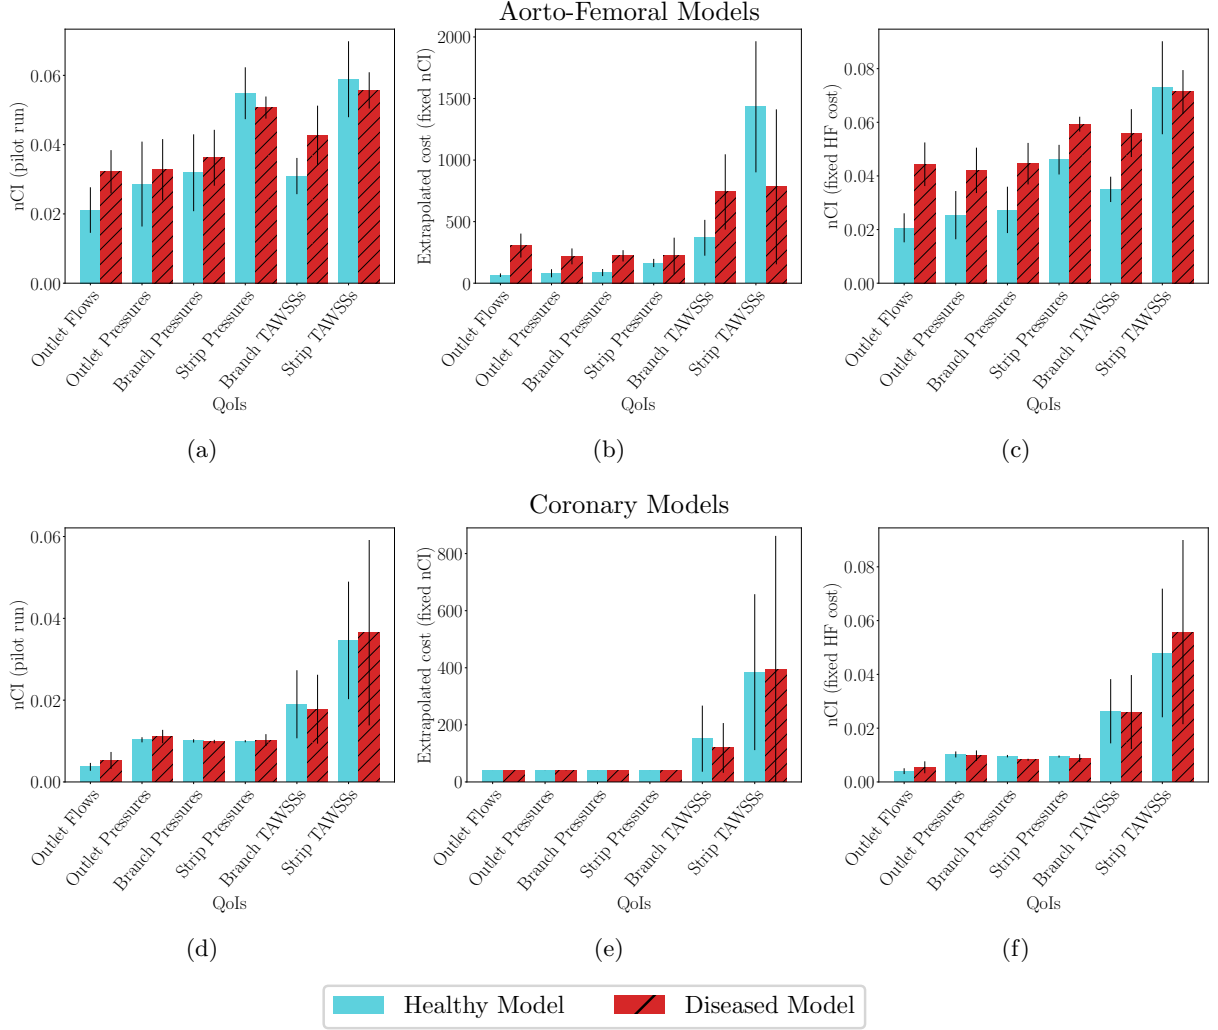 Aorto-Femoral Models
nCI (pilot run)
0.06
0.04
0.02
0.00
Outlet Flows
Outlet Pressures
Branch Pressures
Strip Pressures
Branch TAWSSs
Strip TAWSSs
QoIs
(a)
Extrapolated cost (fixed nCI)
2000
1500
1000
500
0
Outlet Flows
Outlet Pressures
Branch Pressures
Strip Pressures
Branch TAWSSs
Strip TAWSSs
QoIs
(b)
nCI (fixed HF cost)
0.08
0.06
0.04
0.02
0.00
Outlet Flows
Outlet Pressures
Branch Pressures
Strip Pressures
Branch TAWSSs
Strip TAWSSs
QoIs
(c)
Coronary Models
nCI (pilot run)
0.06
0.04
0.02
0.00
Outlet Flows
Outlet Pressures
Branch Pressures
Strip Pressures
Branch TAWSSs
Strip TAWSSs
QoIs
(d)
Extrapolated cost (fixed nCI)
800
600
400
200
0
Outlet Flows
Outlet Pressures
Branch Pressures
Strip Pressures
Branch TAWSSs
Strip TAWSSs
QoIs
(e)
nCI (fixed HF cost)
0.08
0.06
0.04
0.02
0.00
Outlet Flows
Outlet Pressures
Branch Pressures
Strip Pressures
Branch TAWSSs
Strip TAWSSs
QoIs
(f)
Healthy Model
Diseased Model